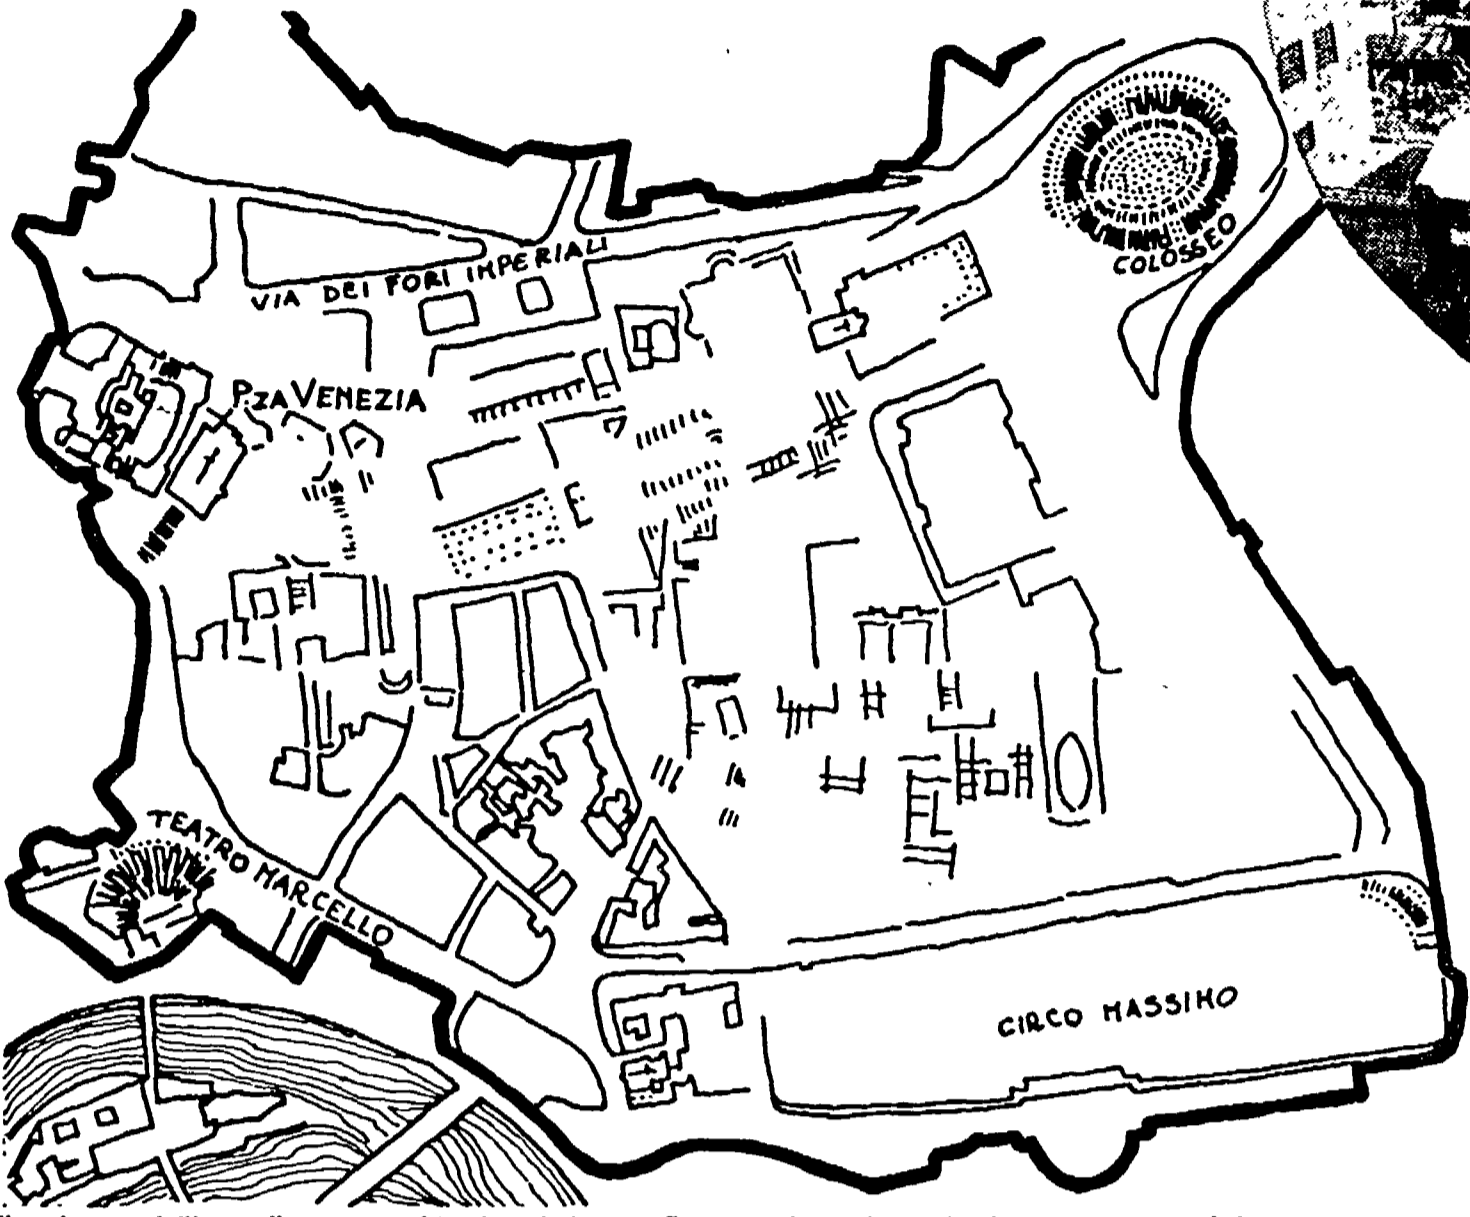 COLOSSEO
VIA DEI FORI IMPERIALI
P.ZA VENEZIA
TEATRO MARCELLO
CIRCO MASSIMO